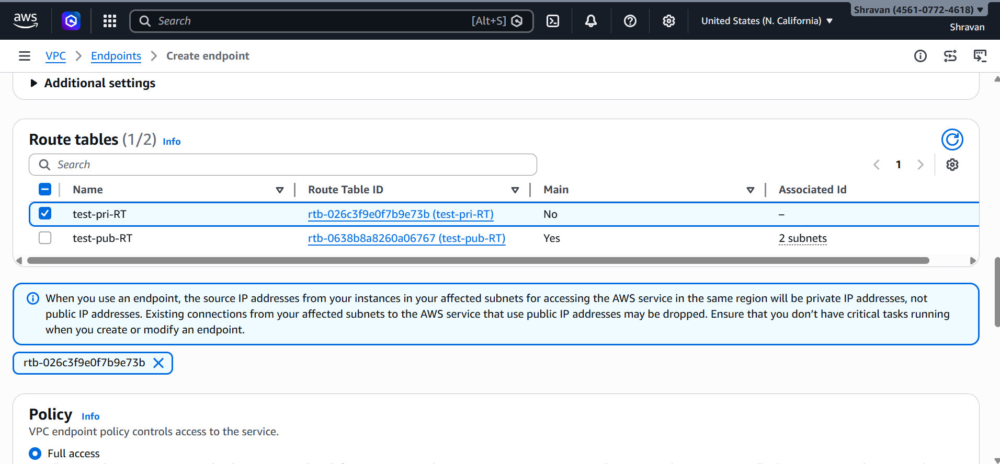 aws
Search [Alt+S]
United States (N. California) ▼
Shravan (4561-0772-4618) ▼
Shravan
VPC > Endpoints > Create endpoint
Additional settings
Route tables (1/2) Info
Search
1
Name Route Table ID Main Associated Id
test-pri-RT rtb-026c3f9e0f7b9e73b (test-pri-RT) No –
test-pub-RT rtb-0638b8a8260a06767 (test-pub-RT) Yes 2 subnets
When you use an endpoint, the source IP addresses from your instances in your affected subnets for accessing the AWS service in the same region will be private IP addresses, not
public IP addresses. Existing connections from your affected subnets to the AWS service that use public IP addresses may be dropped. Ensure that you don’t have critical tasks running
when you create or modify an endpoint.
rtb-026c3f9e0f7b9e73b
Policy Info
VPC endpoint policy controls access to the service.
Full access